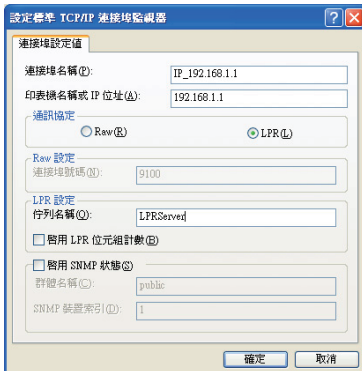 設定標準 TCP/IP 連接埠監視器
連接埠設定值
連接埠名稱(P): IP_192.168.1.1
印表機名稱或 IP 位址(A): 192.168.1.1
通訊協定
Raw(R) LPR(L)
Raw 設定
連接埠號碼(N): 9100
LPR 設定
佇列名稱(Q): LPRServer
啟用 LPR 位元組計數(B)
啟用 SNMP 狀態(S)
群體名稱(C): public
SNMP 裝置索引(D): 1
確定 取消